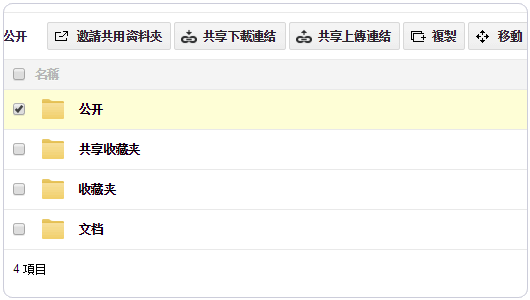 公开 邀請共用資料夾 共享下載連結 共享上傳連結 複製 移動
名稱
公开
共享收藏夹
收藏夹
文档
4 項目